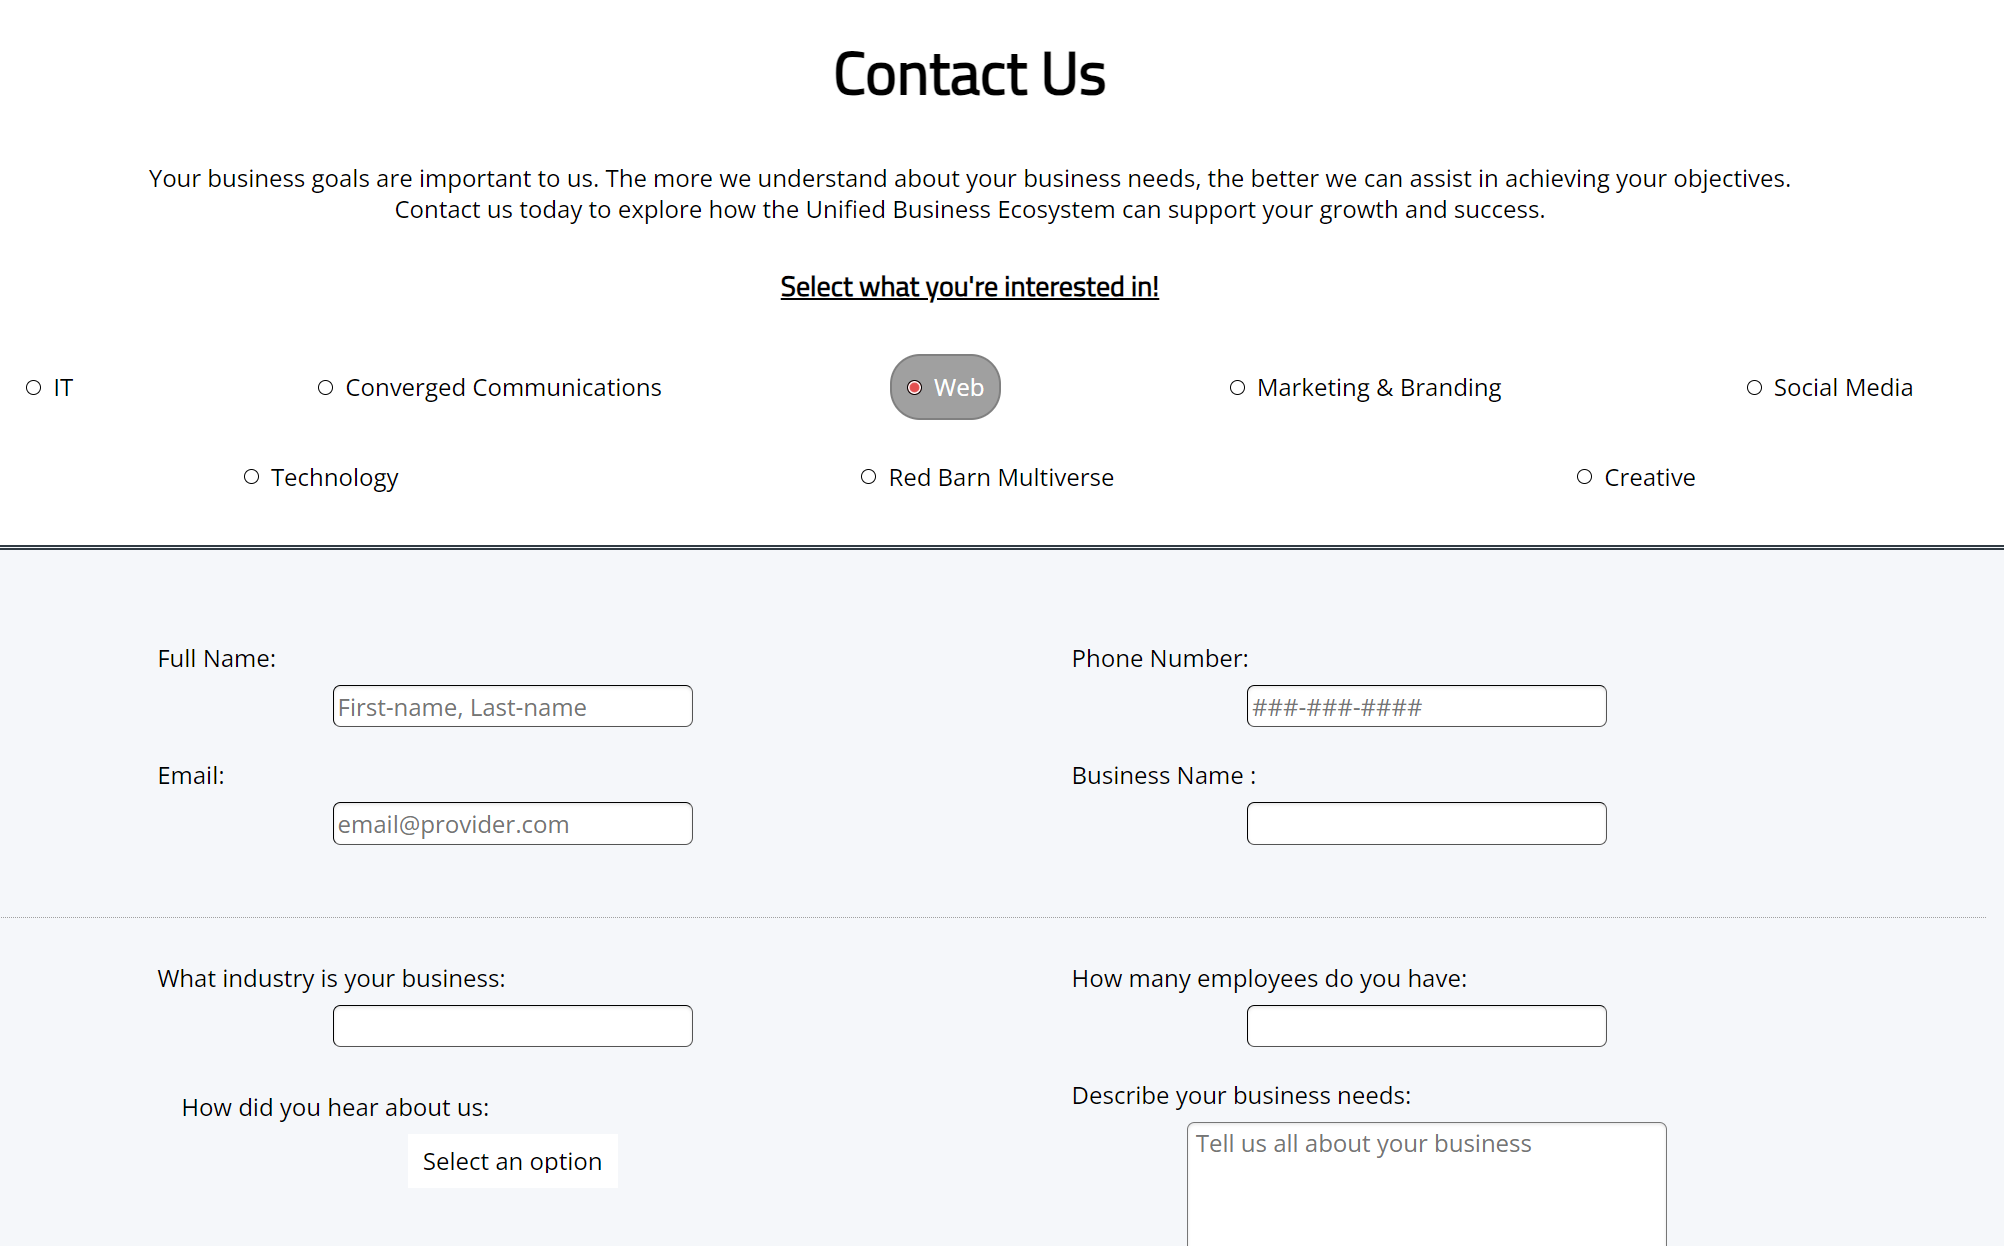 Contact Us
Your business goals are important to us. The more we understand about your business needs, the better we can assist in achieving your objectives.
Contact us today to explore how the Unified Business Ecosystem can support your growth and success.
Select what you're interested in!
IT
Converged Communications
Web
Marketing & Branding
Social Media
Technology
Red Barn Multiverse
Creative
Full Name:
First-name, Last-name
Phone Number:
###-###-####
Email:
email@provider.com
Business Name :
What industry is your business:
How many employees do you have:
How did you hear about us:
Select an option
Describe your business needs:
Tell us all about your business